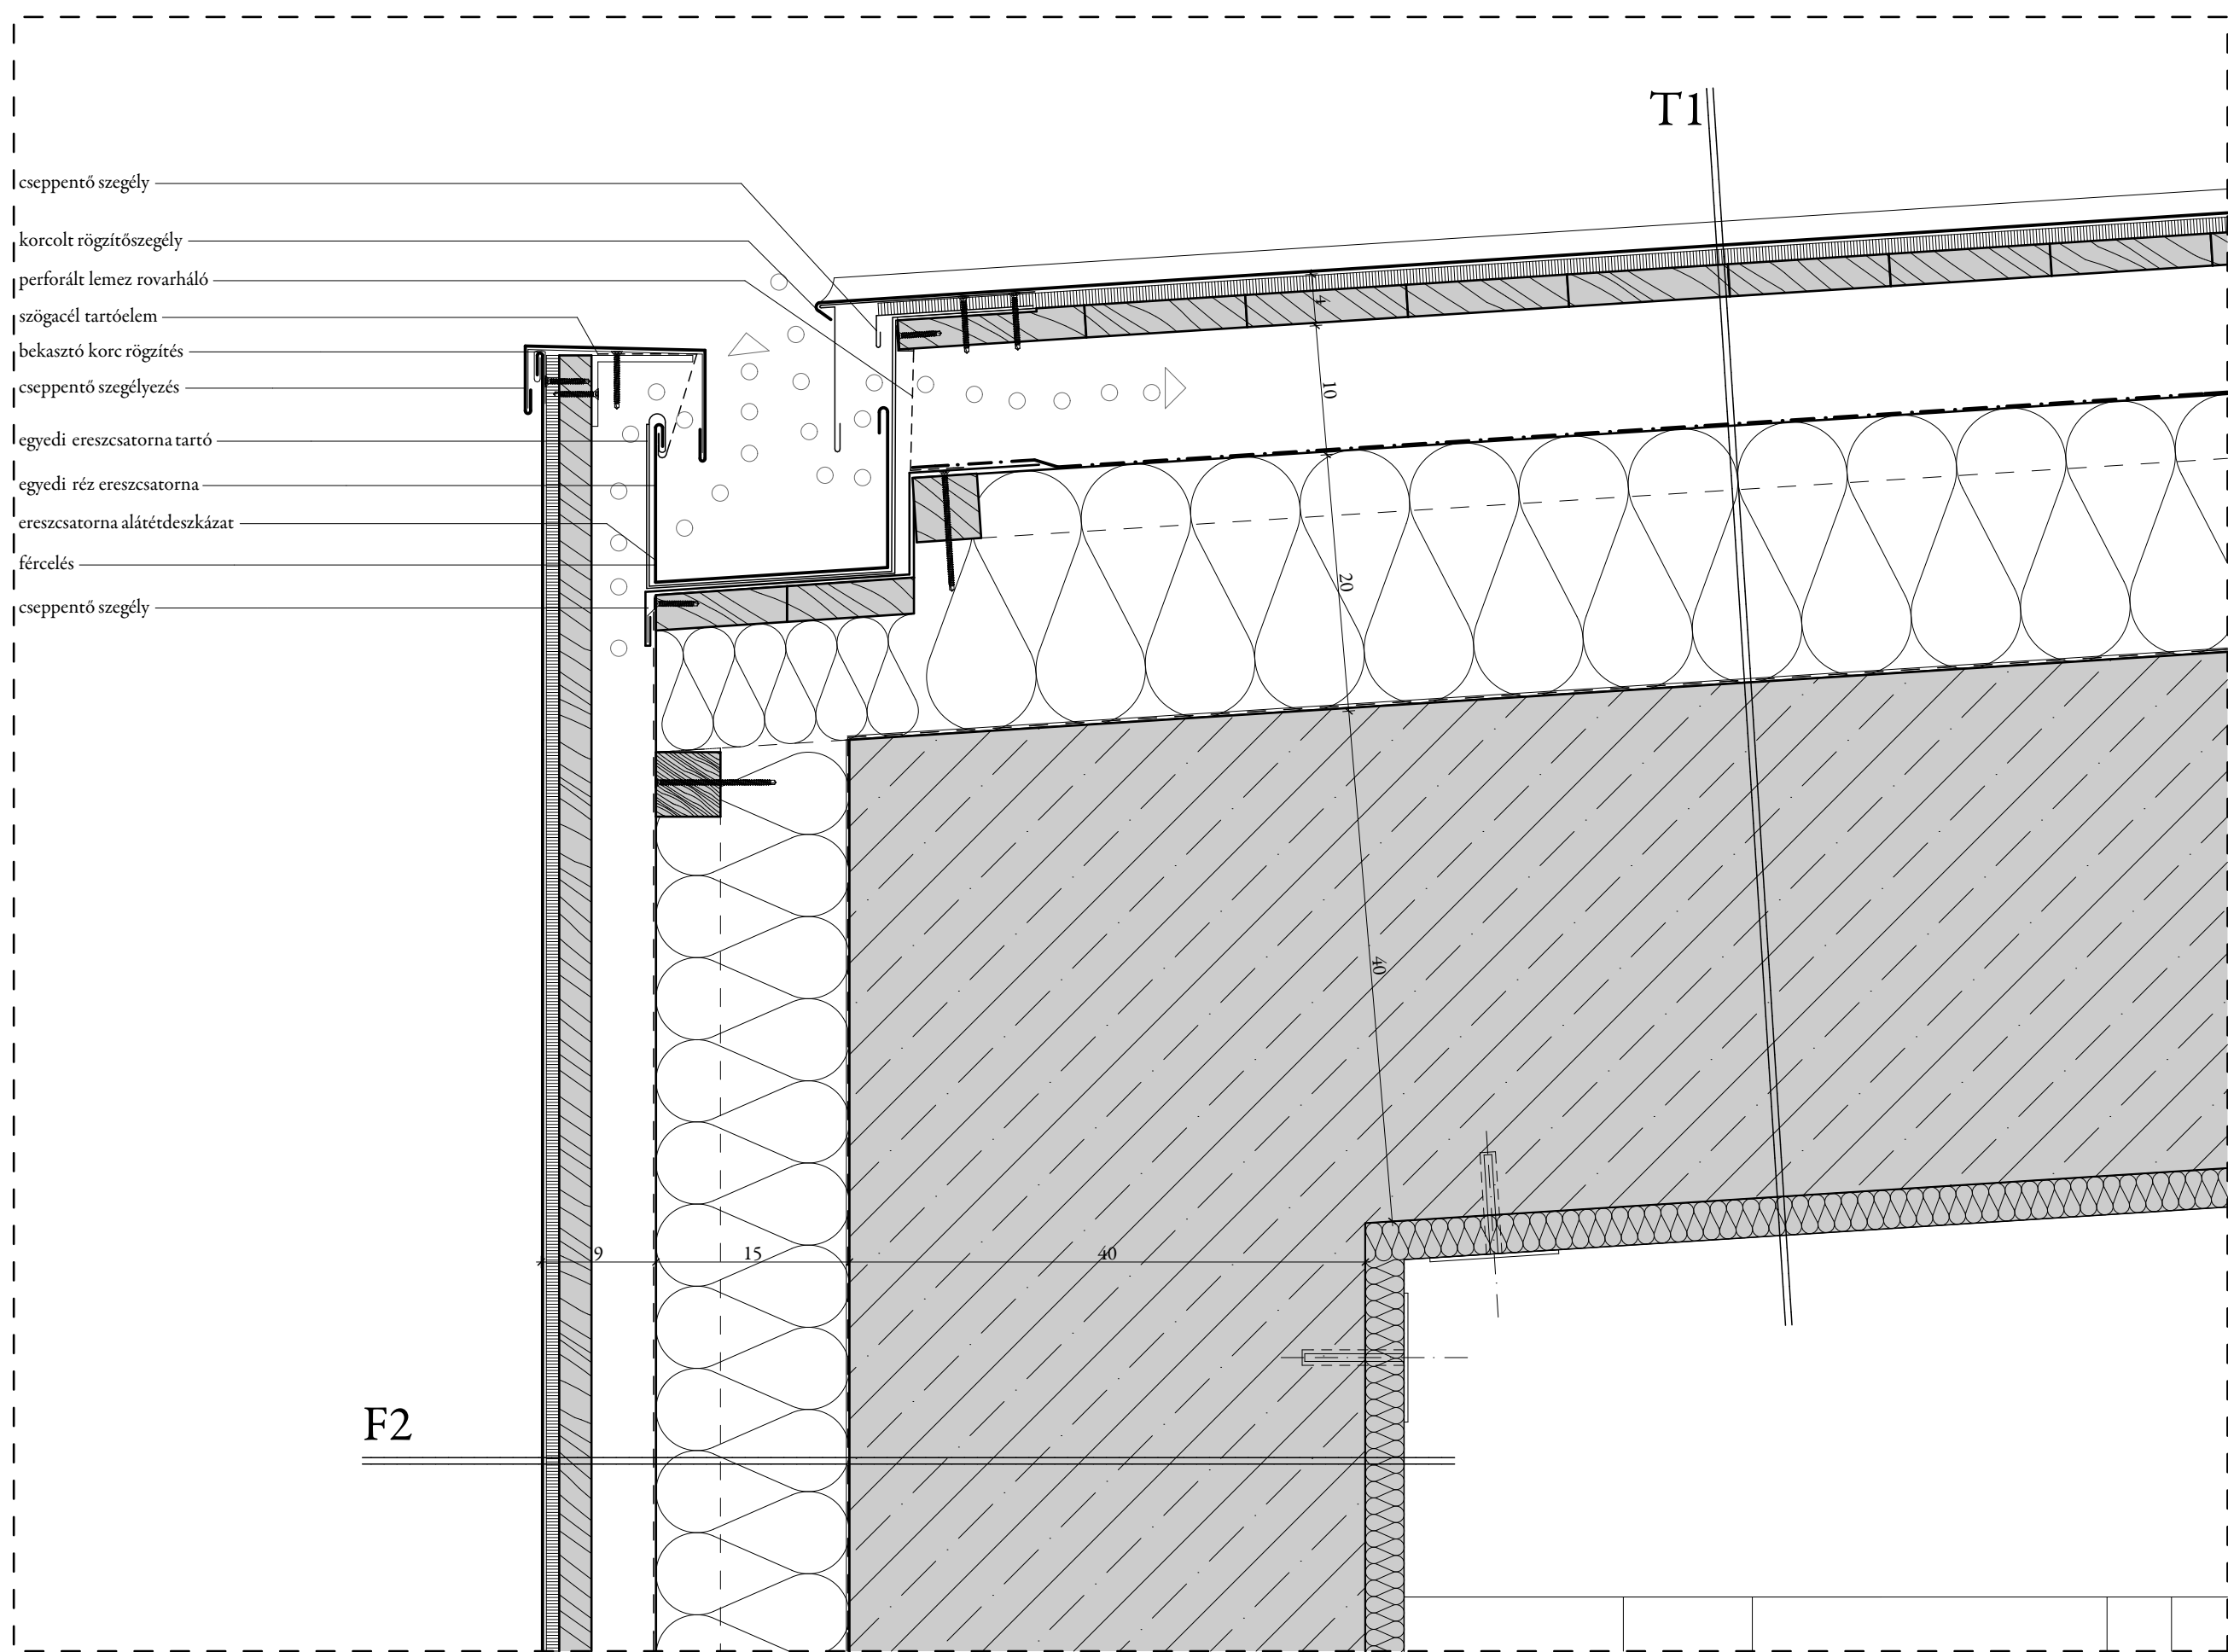 T1
cseppentő szegély
korcolt rögzítőszegély
perforált lemez rovarháló
szögacél tartóelem
bekasztó korc rögzítés
cseppentő szegélyezés
egyedi ereszcsatorna tartó
egyedi réz ereszcsatorna
ereszcsatorna alátétdeszkázat
fércelés
cseppentő szegély
4
10
20
40
9
15
40
F2